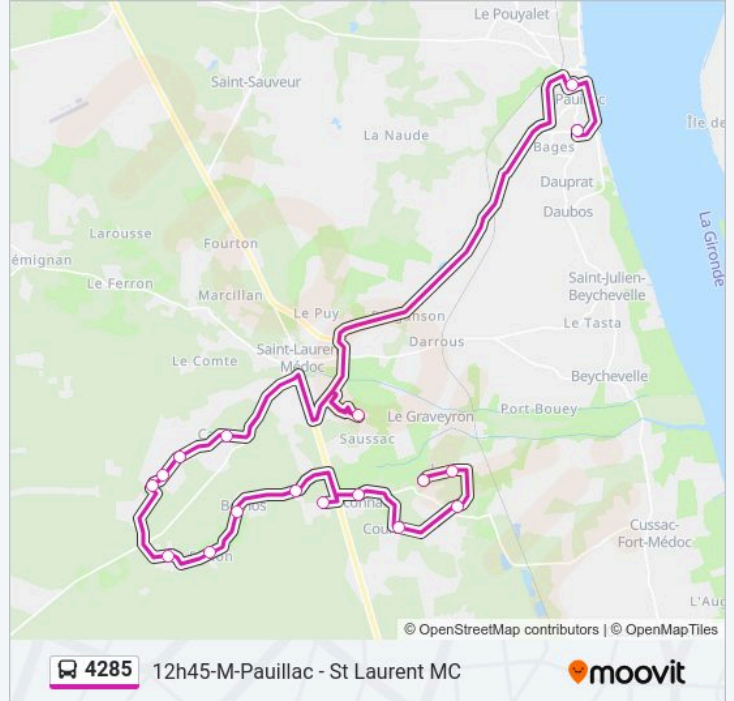 Le Pouyalet
Saint-Sauveur
La Naude
Île de
Bages
Dauprat
Daubos
La Gironde
Larousse
Fourton
émignan
Le Ferron
Marcillan
Saint-Julien-
Beychevelle
Le Puy
Le Tasta
Darrous
Médoc
Le Comte
Beychevelle
Port Bouey
Le Graveyron
Saussac
Cussac-
Fort-Médoc
L'Aug
© OpenStreetMap contributors | © OpenMapTiles
4285 12h45-M-Pauillac - St Laurent MC
moovit